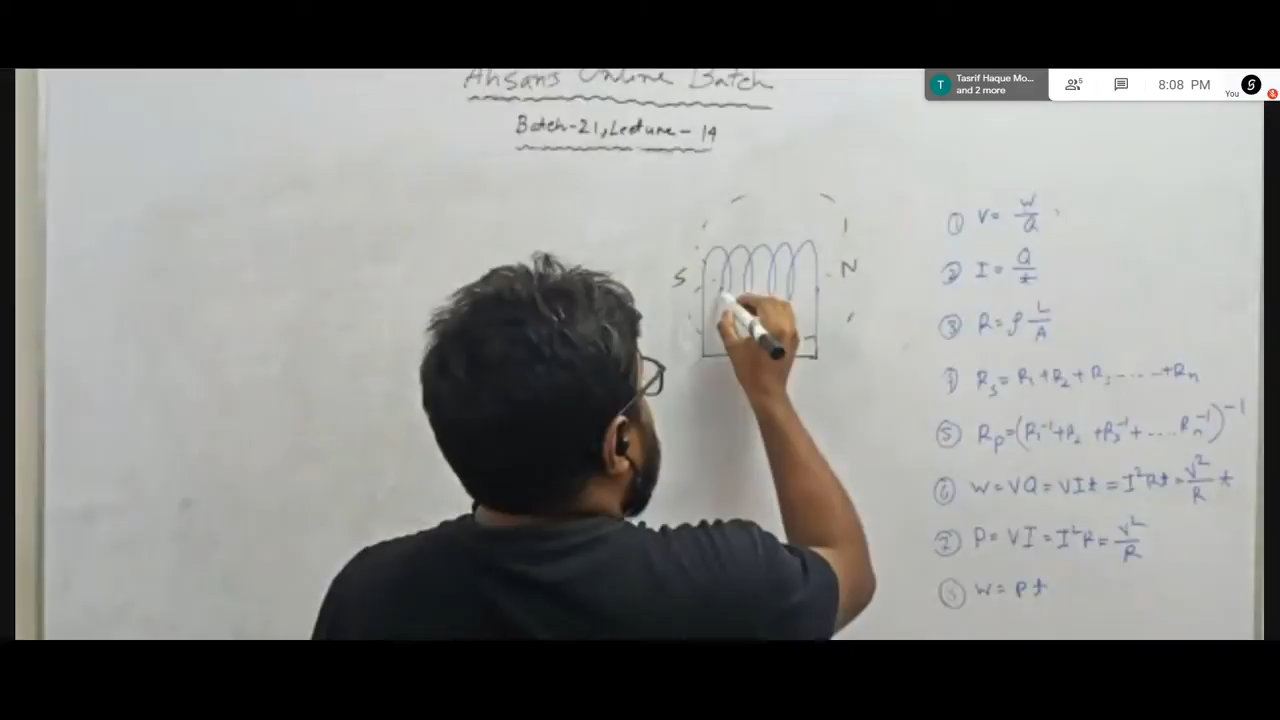 Ahsan's Online Batch
Batch-21, Lecture-14
Tasrif Haque Mo...
and 2 more
T
5
8:08 PM
You
S
S
N
① V = W/Q
② I = Q/t
③ R = ρ L/A
④ Rs = R1 + R2 + R3 ..... + Rn
⑤ Rp = (R1⁻¹ + R2 + R3⁻¹ + .... Rn⁻¹)⁻¹
⑥ W = VQ = VIt = I²Rt = V²/R t
⑦ P = VI = I²R = V²/R
⑧ W = Pt